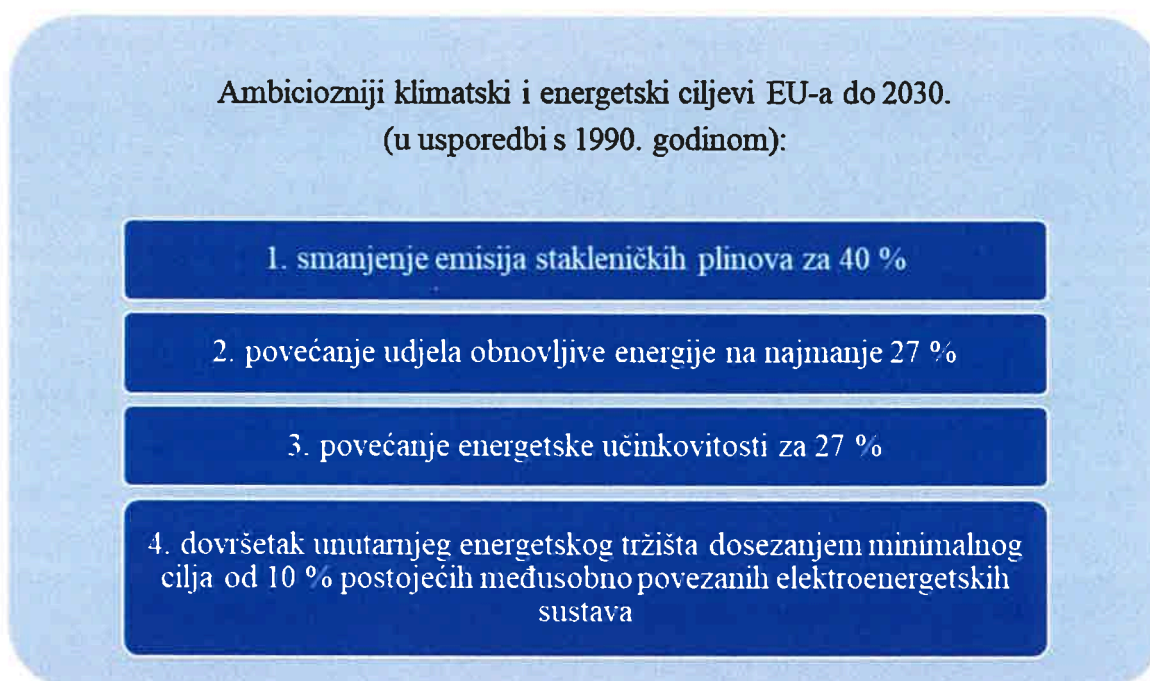 Ambiciozniji klimatski i energetski ciljevi EU-a do 2030.
(u usporedbi s 1990. godinom):
1. smanjenje emisija stakleničkih plinova za 40 %
2. povećanje udjela obnovljive energije na najmanje 27 %
3. povećanje energetske učinkovitosti za 27 %
4. dovršetak unutarnjeg energetskog tržišta dosezanjem minimalnog
cilja od 10 % postojećih međusobno povezanih elektroenergetskih
sustava